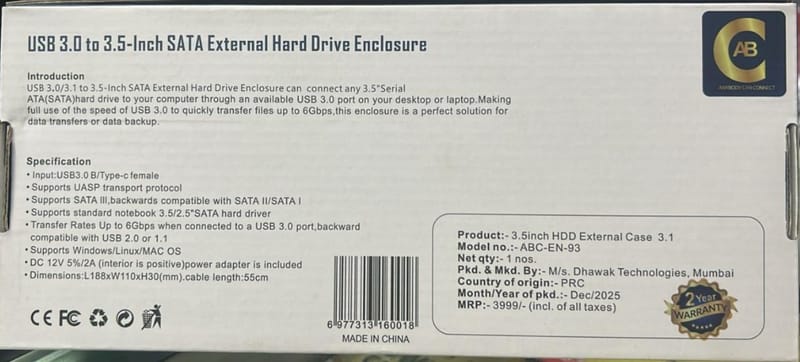 USB 3.0 to 3.5-Inch SATA External Hard Drive Enclosure
AB
ANABODY CAN CONNECT
Introduction
USB 3.0/3.1 to 3.5-Inch SATA External Hard Drive Enclosure can connect any 3.5"Serial
ATA(SATA)hard drive to your computer through an available USB 3.0 port on your desktop or laptop.Making
full use of the speed of USB 3.0 to quickly transfer files up to 6Gbps,this enclosure is a perfect solution for
data transfers or data backup.
Specification
• Input:USB3.0 B/Type-c female
• Supports UASP transport protocol
• Supports SATA III,backwards compatible with SATA II/SATA I
• Supports standard notebook 3.5/2.5"SATA hard driver
• Transfer Rates Up to 6Gbps when connected to a USB 3.0 port,backward
compatible with USB 2.0 or 1.1
• Supports Windows/Linux/MAC OS
• DC 12V 5%/2A (interior is positive)power adapter is included
• Dimensions:L188xW110xH30(mm).cable length:55cm
CE FC
6 977313 160018
MADE IN CHINA
Product:- 3.5inch HDD External Case 3.1
Model no.:- ABC-EN-93
Net qty:- 1 nos.
Pkd. & Mkd. By:- M/s. Dhawak Technologies, Mumbai
Country of origin:- PRC
Month/Year of pkd.:- Dec/2025
MRP:- 3999/- (incl. of all taxes)
2 Year
WARRANTY